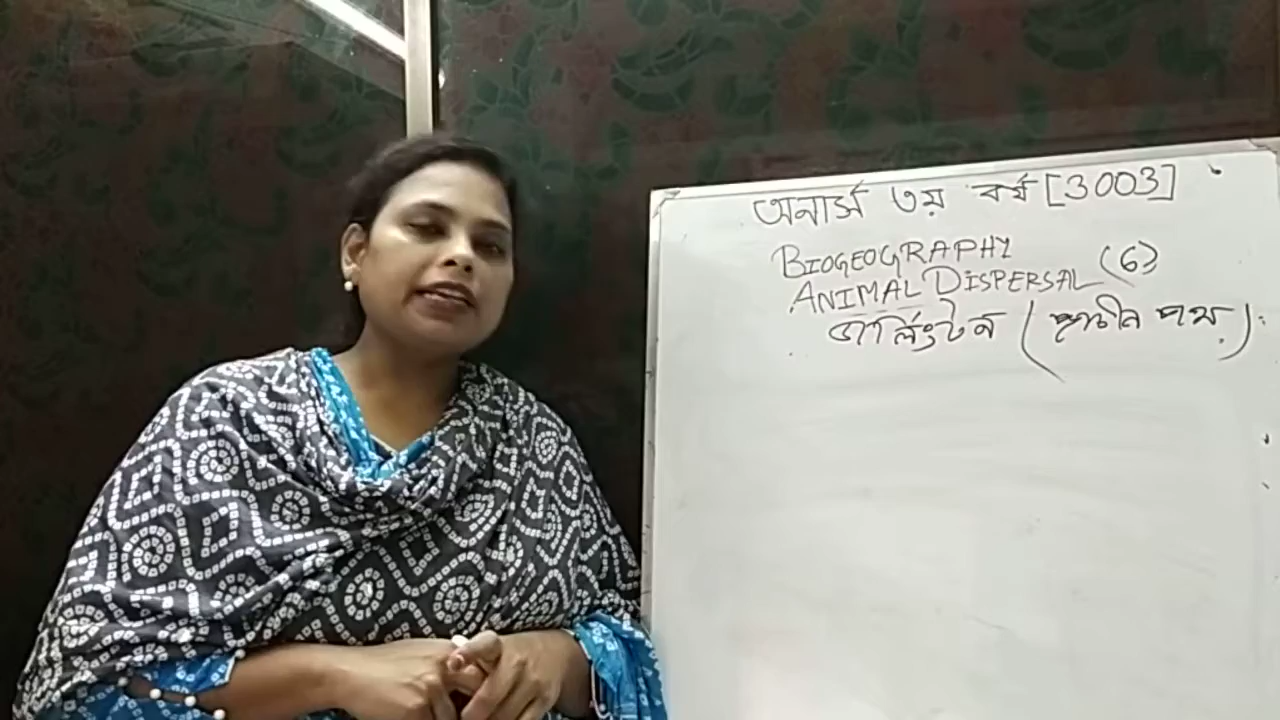 অনার্স ৩য় বর্ষ [3003]
BIOGEOGRAPHY
ANIMAL DISPERSAL (6)
ডার্লিংটন (প্রাচীন পথ):